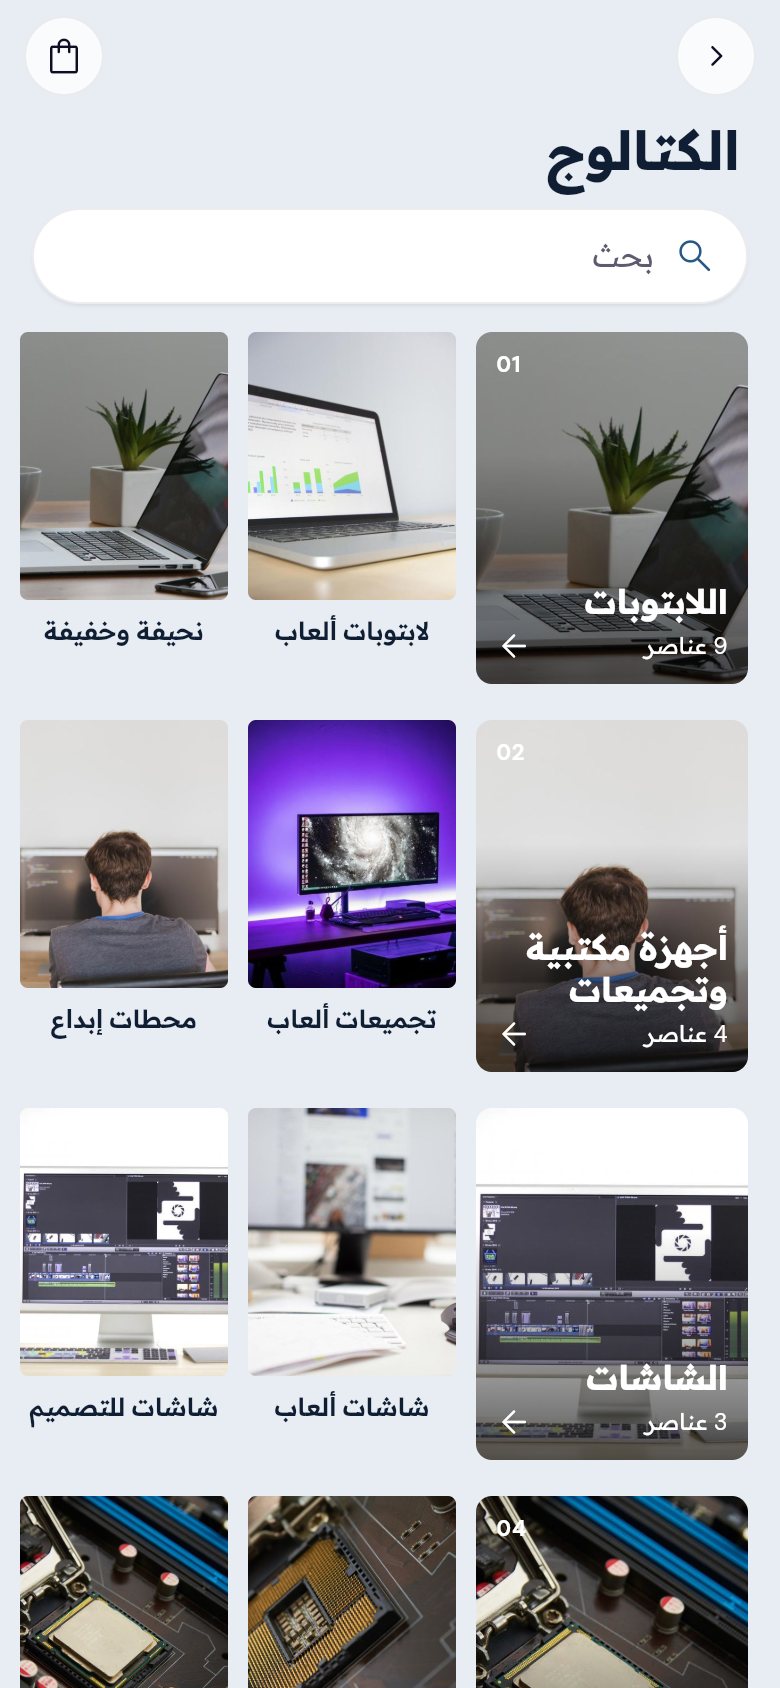 الكتالوج
بحث
01
اللابتوبات
9 عناصر
لابتوبات ألعاب
نحيفة وخفيفة
02
أجهزة مكتبية
وتجميعات
4 عناصر
تجميعات ألعاب
محطات إبداع
الشاشات
3 عناصر
شاشات ألعاب
شاشات للتصميم
04